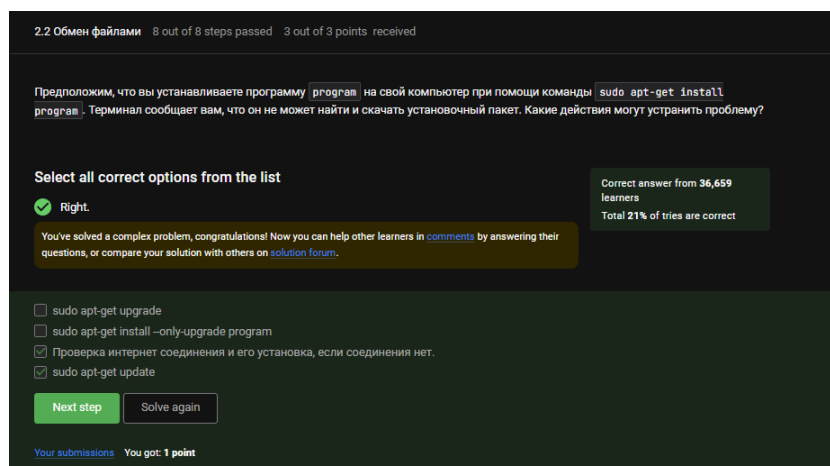 2.2 Обмен файлами 8 out of 8 steps passed 3 out of 3 points received
Предположим, что вы устанавливаете программу program на свой компьютер при помощи команды sudo apt-get install
program. Терминал сообщает вам, что он не может найти и скачать установочный пакет. Какие действия могут устранить проблему?
Select all correct options from the list
Right.
You've solved a complex problem, congratulations! Now you can help other learners in comments by answering their
questions, or compare your solution with others on solution forum.
Correct answer from 36,659
learners
Total 21% of tries are correct
sudo apt-get upgrade
sudo apt-get install –only-upgrade program
Проверка интернет соединения и его установка, если соединения нет.
sudo apt-get update
Next step Solve again
Your submissions You got: 1 point